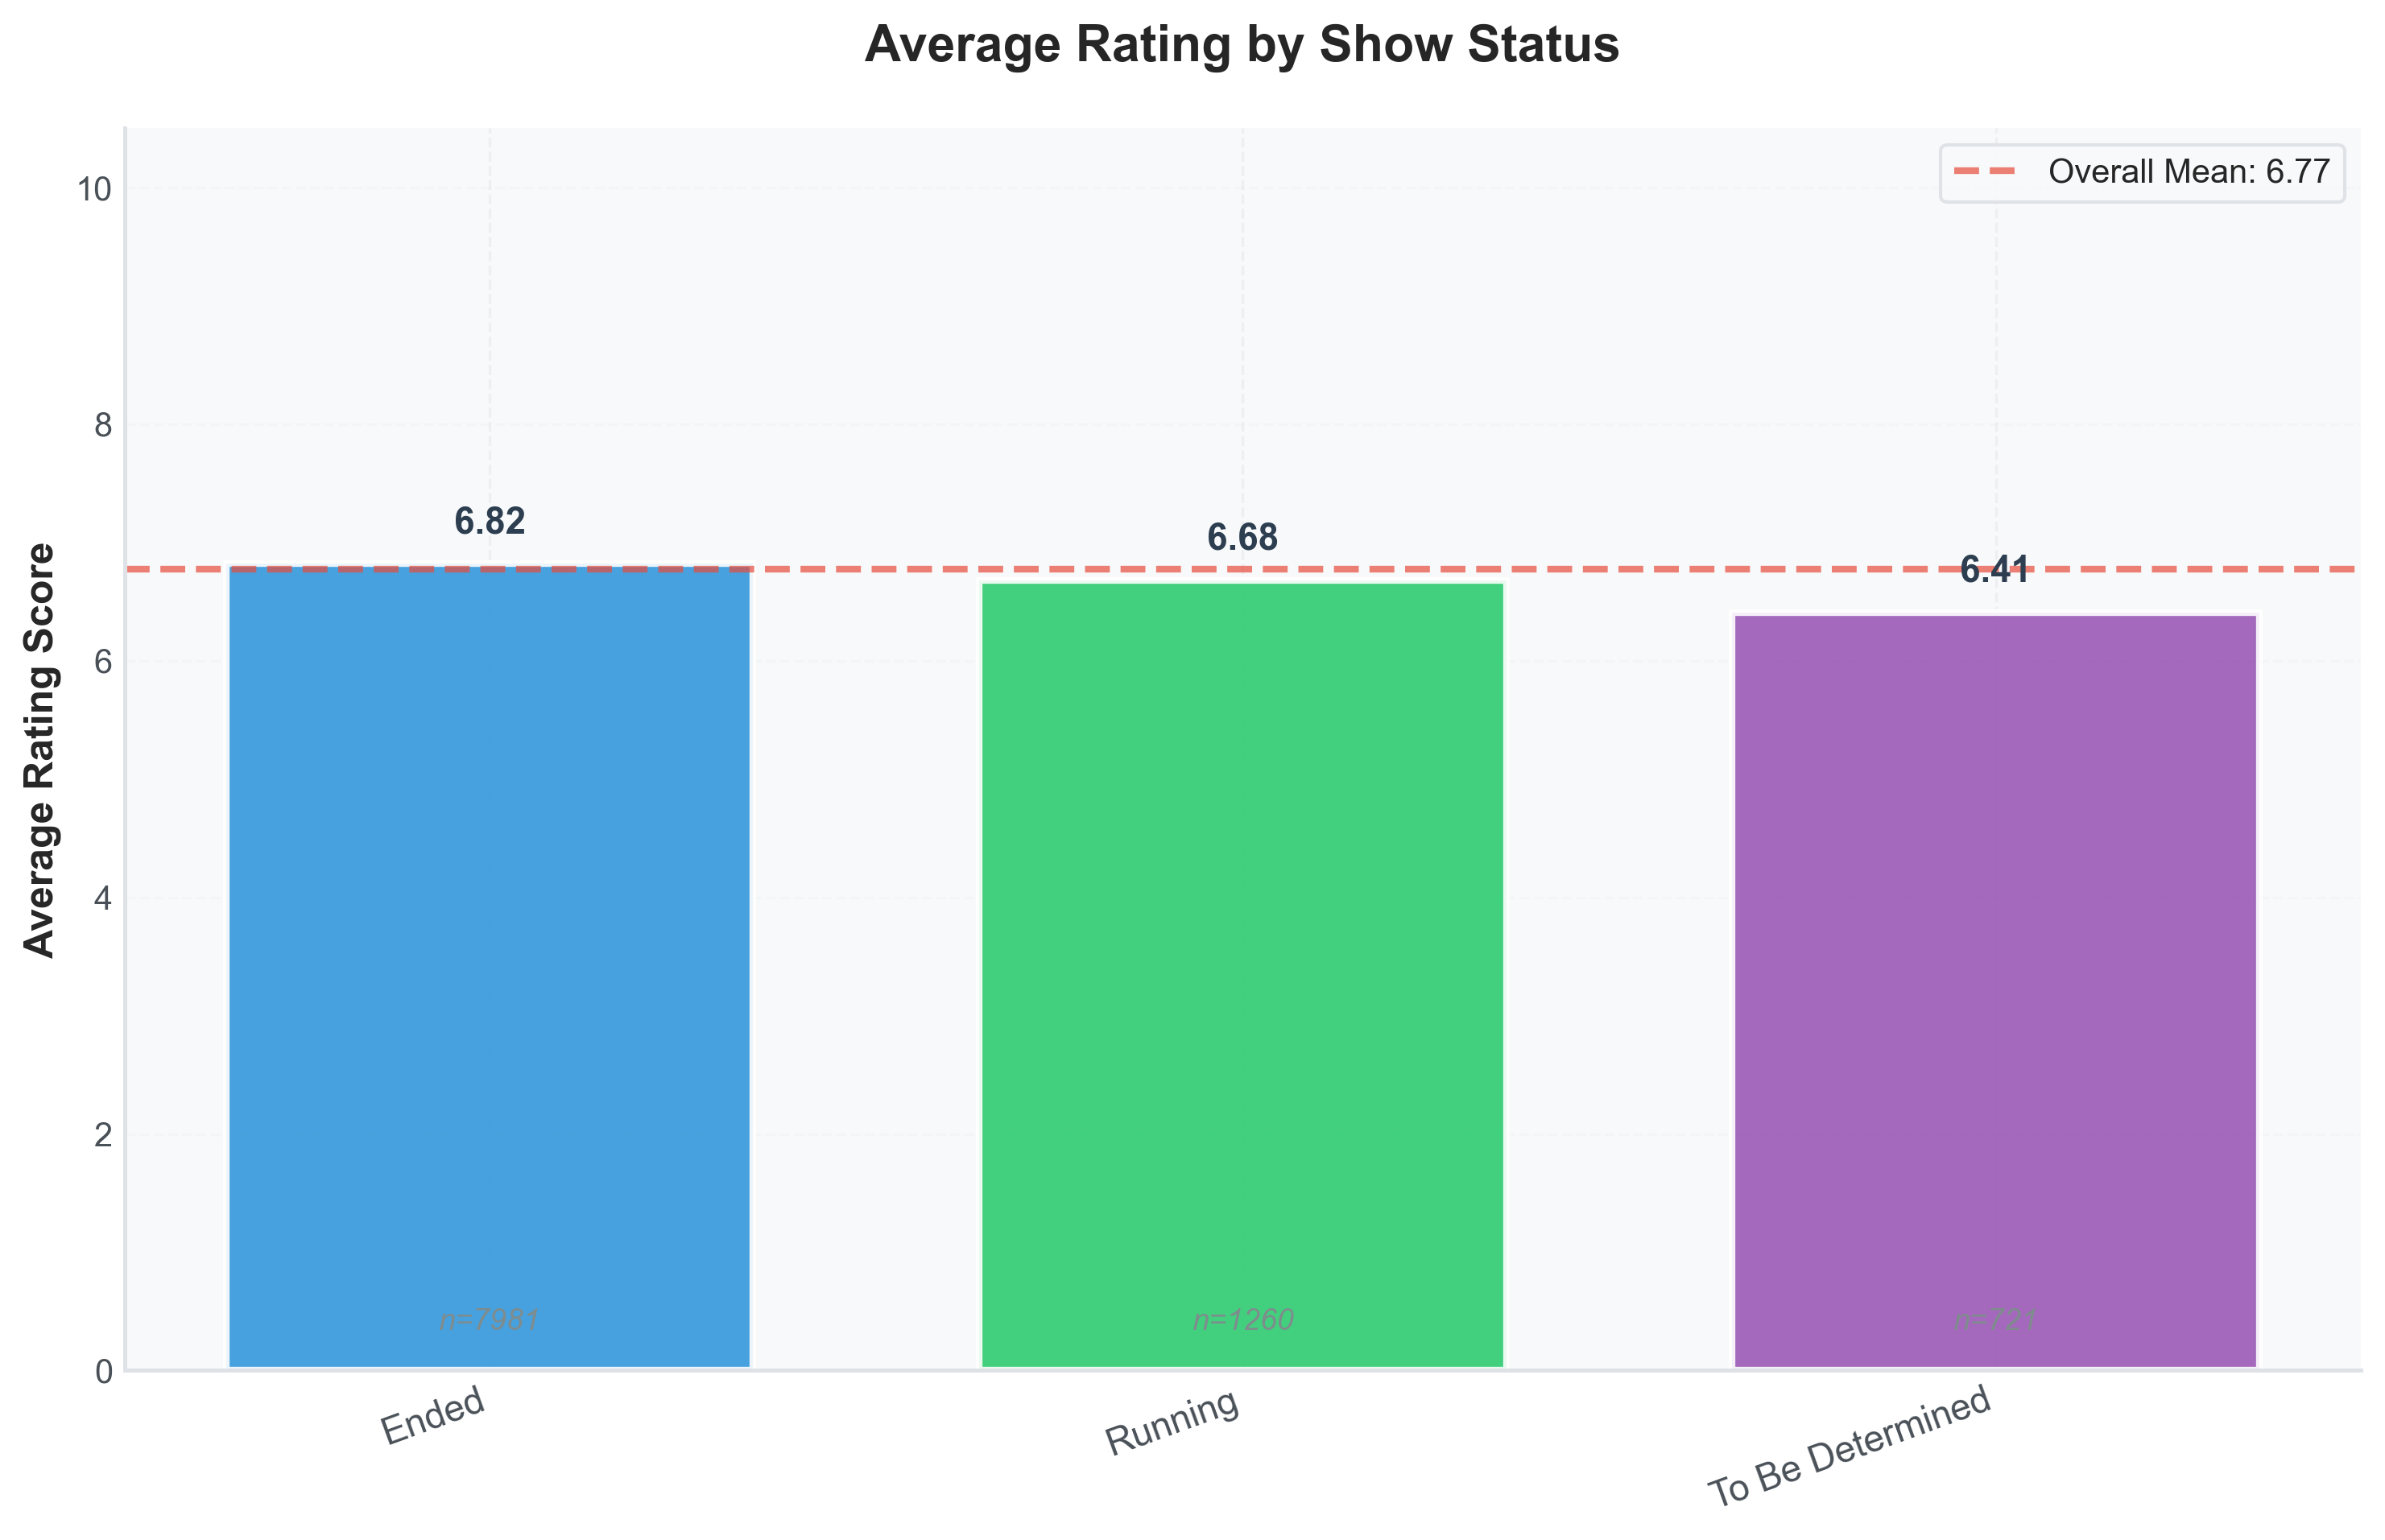 Average Rating by Show Status
Overall Mean: 6.77
Average Rating Score
10
8
6
4
2
0
6.82
6.68
6.41
n=7981
n=1260
n=721
Ended
Running
To Be Determined